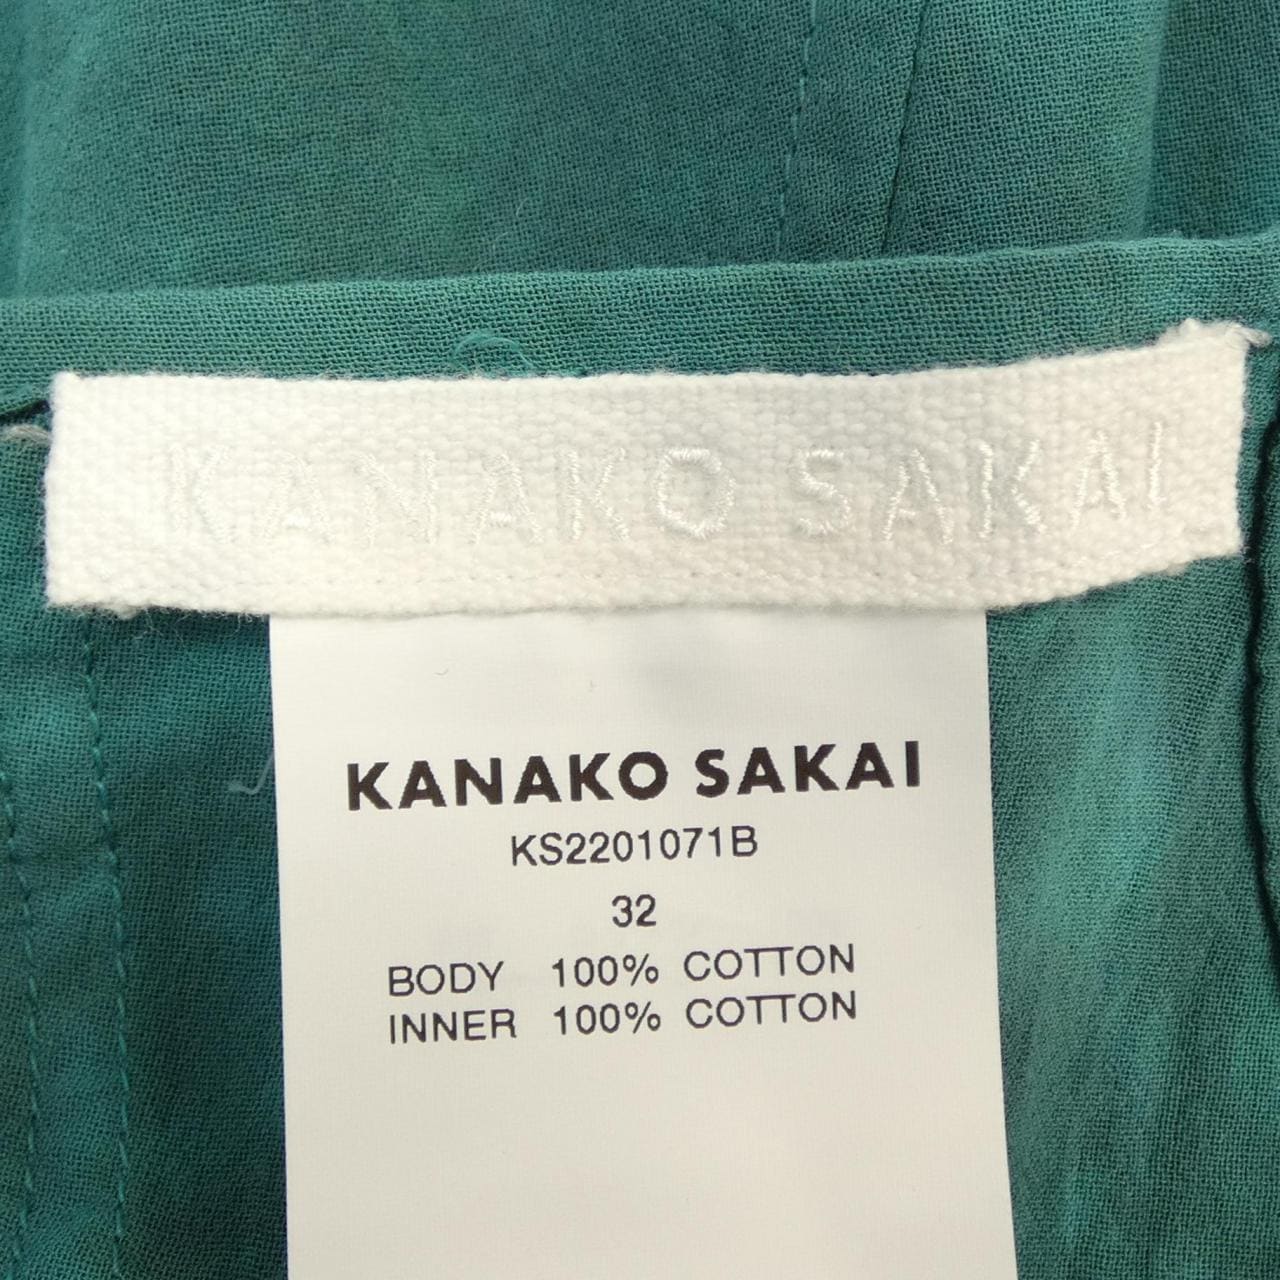 KANAKO SAKAI
KANAKO SAKAI
KS2201071B
32
BODY 100% COTTON
INNER 100% COTTON